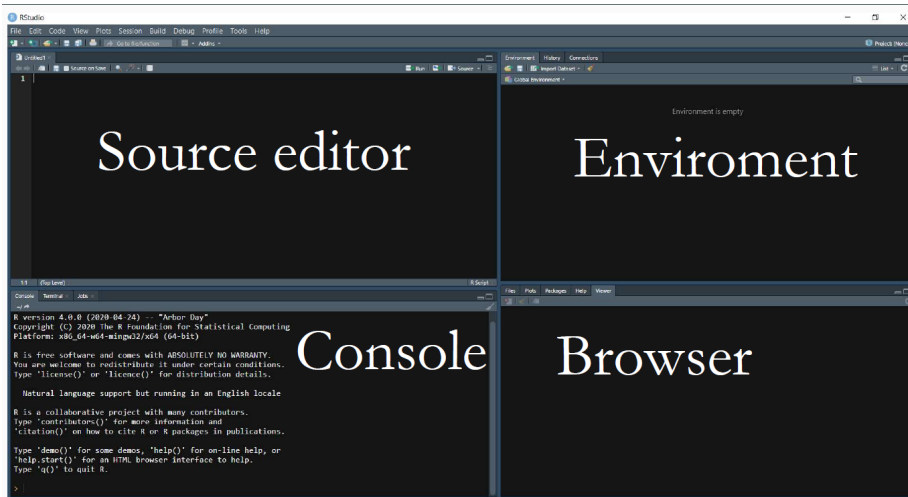 RStudio
File Edit Code View Plots Session Build Debug Profile Tools Help
Go to file/function Addins
Project: (None)
Untitled1
Source on Save Run Source
1
Source editor
1:1 (Top Level) R Script
Environment History Connections
Import Dataset List
Global Environment
Environment is empty
Enviroment
Console Terminal Jobs
~/
R version 4.0.0 (2020-04-24) -- "Arbor Day"
Copyright (C) 2020 The R Foundation for Statistical Computing
Platform: x86_64-w64-mingw32/x64 (64-bit)
R is free software and comes with ABSOLUTELY NO WARRANTY.
You are welcome to redistribute it under certain conditions.
Type 'license()' or 'licence()' for distribution details.
Natural language support but running in an English locale
R is a collaborative project with many contributors.
Type 'contributors()' for more information and
'citation()' on how to cite R or R packages in publications.
Type 'demo()' for some demos, 'help()' for on-line help, or
'help.start()' for an HTML browser interface to help.
Type 'q()' to quit R.
>
Console
Files Plots Packages Help Viewer
Browser